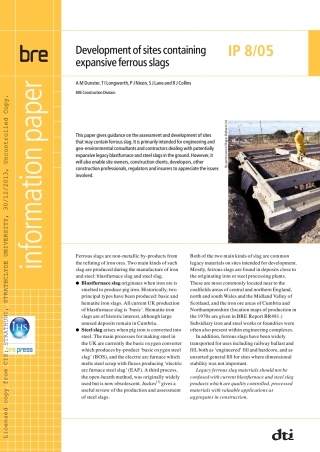 bre
Development of sites containing
expansive ferrous slags
IP 8/05
A M Dunster, T I Longworth, P J Nixon, S J Lane and R J Collins
BRE Construction Division
information paper
This paper gives guidance on the assessment and development of sites
that may contain ferrous slag. It is primarily intended for engineering and
geo-environmental consultants and contractors dealing with potentially
expansive legacy blastfurnace and steel slags in the ground. However, it
will also enable site owners, construction clients, developers, other
construction professionals, regulators and insurers to appreciate the issues
involved.
Ferrous slags are non-metallic by-products from
the refining of iron ores. Two main kinds of such
slag are produced during the manufacture of iron
and steel: blastfurnace slag and steel slag.
● Blastfurnace slag originates when iron ore is
smelted to produce pig iron. Historically, two
principal types have been produced: basic and
hematite iron slags. All current UK production
of blastfurnace slag is 'basic'. Hematite iron
slags are of historic interest, although large
unused deposits remain in Cumbria.
● Steel slag arises when pig iron is converted into
steel. The main processes for making steel in
the UK are currently the basic oxygen converter
which produces by-product 'basic oxygen steel
slag' (BOS), and the electric arc furnace which
melts steel scrap with fluxes producing 'electric
arc furnace steel slag' (EAF). A third process,
the open-hearth method, was originally widely
used but is now obsolescent. Juckes[1] gives a
useful review of the production and assessment
of steel slags.
Both of the two main kinds of slag are common
legacy materials on sites intended for development.
Mostly, ferrous slags are found in deposits close to
the originating iron or steel processing plants.
These are most commonly located near to the
coalfields areas of central and northern England,
north and south Wales and the Midland Valley of
Scotland, and the iron ore areas of Cumbria and
Northamptonshire (location maps of production in
the 1970s are given in BRE Report BR481.)
Subsidiary iron and steel works or foundries were
often also present within engineering complexes.
In addition, ferrous slags have been widely
transported for uses including railway ballast and
fill, both as 'engineered' fill and hardcore, and as
unsorted general fill for sites where dimensional
stability was not important.
Legacy ferrous slag materials should not be
confused with current blastfurnace and steel slag
products which are quality controlled, processed
materials with valuable applications as
aggregates in construction.
IHS
press
dti
Licensed copy from CIS: STRATHUNI, STRATHCLYDE UNIVERSITY, 30/12/2013, Uncontrolled Copy.